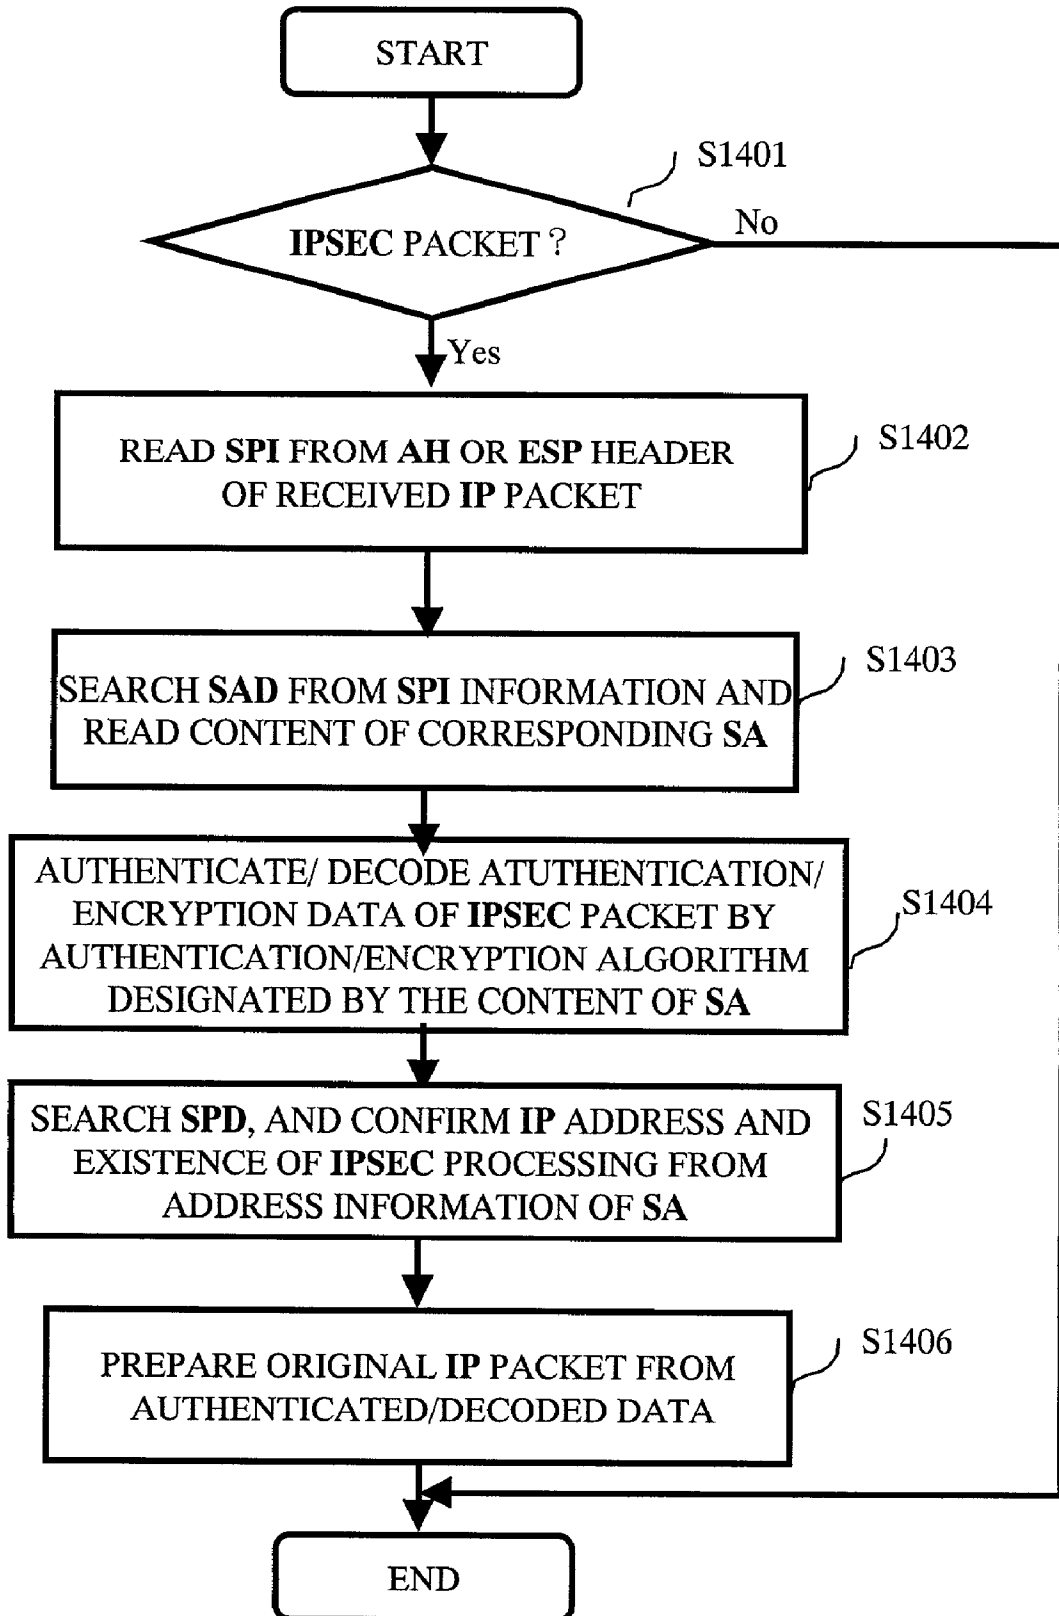 START
S1401
IPSEC PACKET ?
No
Yes
READ SPI FROM AH OR ESP HEADER
OF RECEIVED IP PACKET
S1402
SEARCH SAD FROM SPI INFORMATION AND
READ CONTENT OF CORRESPONDING SA
S1403
AUTHENTICATE/ DECODE ATUTHENTICATION/
ENCRYPTION DATA OF IPSEC PACKET BY
AUTHENTICATION/ENCRYPTION ALGORITHM
DESIGNATED BY THE CONTENT OF SA
S1404
SEARCH SPD, AND CONFIRM IP ADDRESS AND
EXISTENCE OF IPSEC PROCESSING FROM
ADDRESS INFORMATION OF SA
S1405
PREPARE ORIGINAL IP PACKET FROM
AUTHENTICATED/DECODED DATA
S1406
END